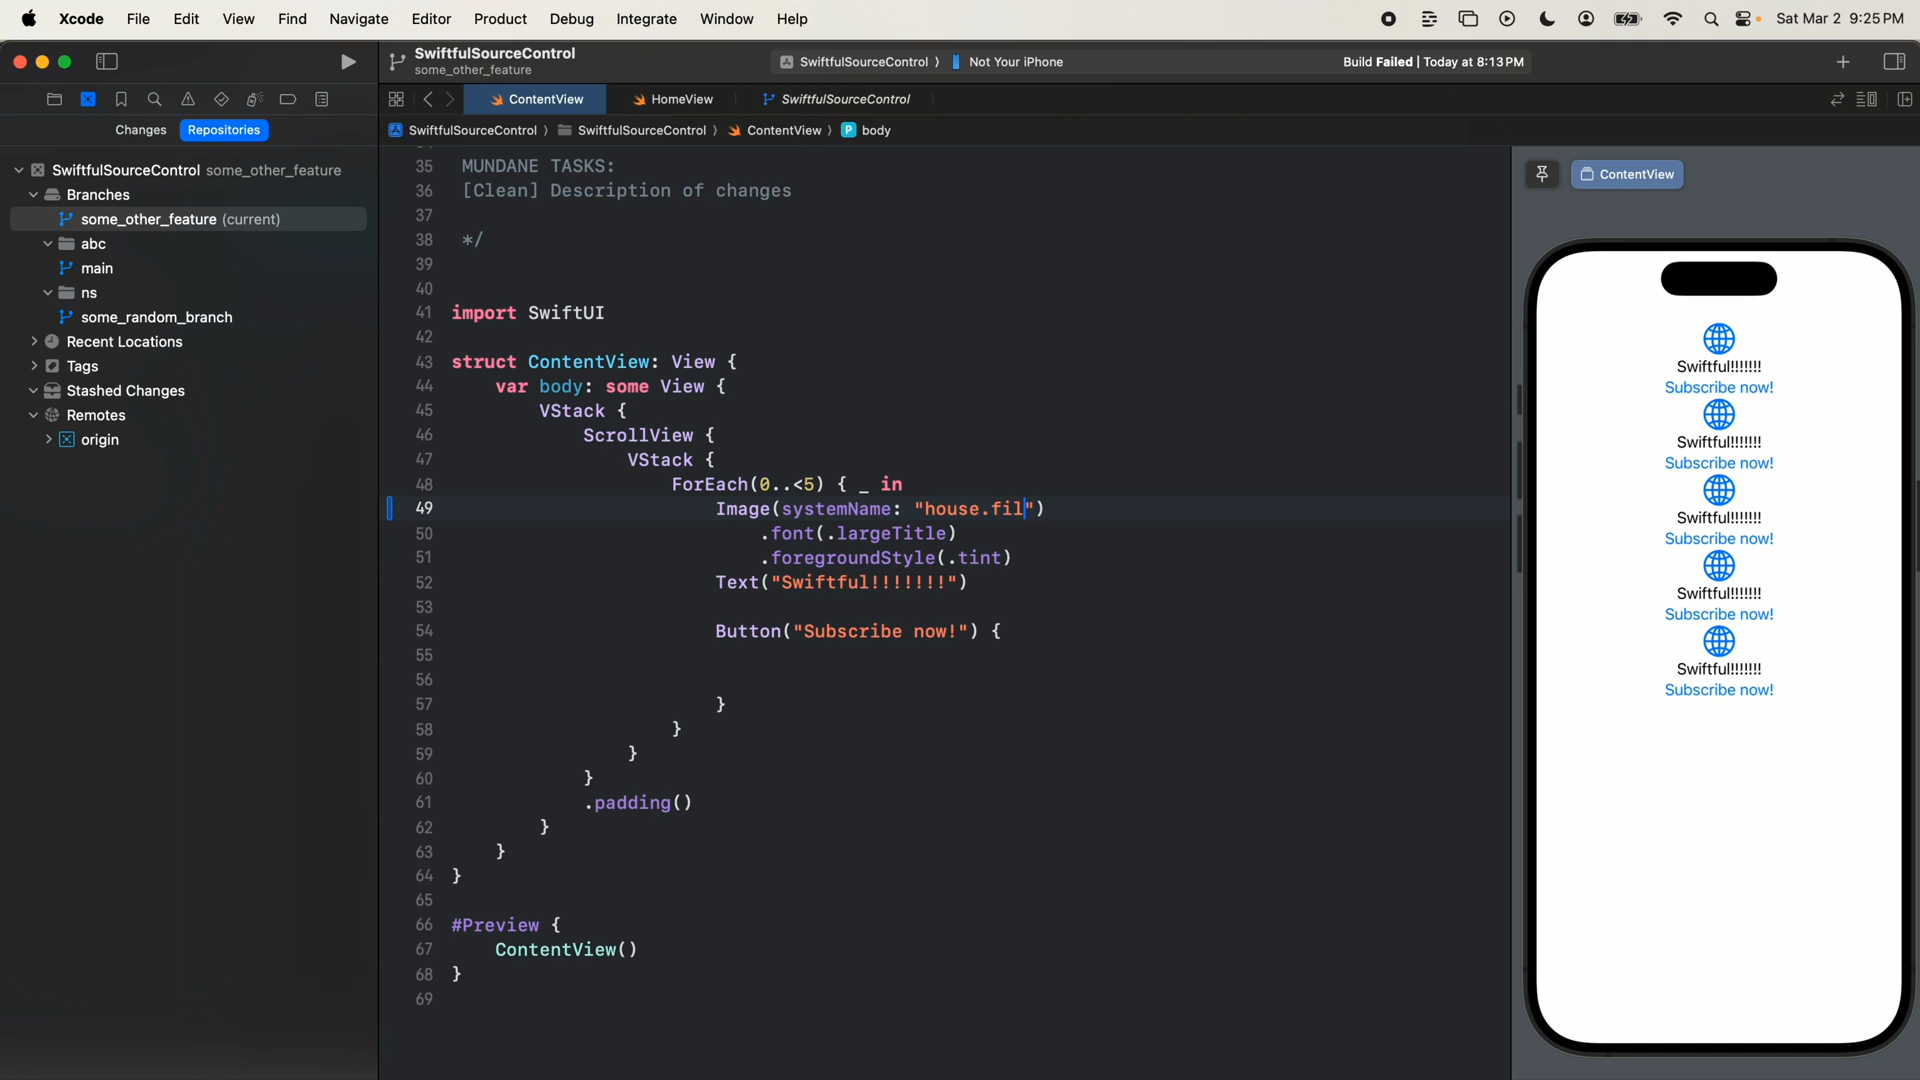 Xcode File Edit View Find Navigate Editor Product Debug Integrate Window Help Sat Mar 2 9:25 PM
SwiftfulSourceControl
some_other_feature
SwiftfulSourceControl 〉 Not Your iPhone Build Failed | Today at 8:13 PM
ContentView HomeView SwiftfulSourceControl
Changes Repositories
SwiftfulSourceControl 〉 SwiftfulSourceControl 〉 ContentView 〉 P body
SwiftfulSourceControl some_other_feature
Branches
some_other_feature (current)
abc
main
ns
some_random_branch
Recent Locations
Tags
Stashed Changes
Remotes
origin
35 MUNDANE TASKS:
36 [Clean] Description of changes
37
38 */
39
40
41 import SwiftUI
42
43 struct ContentView: View {
44 var body: some View {
45 VStack {
46 ScrollView {
47 VStack {
48 ForEach(0..<5) { _ in
49 Image(systemName: "house.fil")
50 .font(.largeTitle)
51 .foregroundStyle(.tint)
52 Text("Swiftful!!!!!!!")
53
54 Button("Subscribe now!") {
55
56
57 }
58 }
59 }
60 }
61 .padding()
62 }
63 }
64 }
65
66 #Preview {
67 ContentView()
68 }
69
ContentView
Swiftful!!!!!!!
Subscribe now!
Swiftful!!!!!!!
Subscribe now!
Swiftful!!!!!!!
Subscribe now!
Swiftful!!!!!!!
Subscribe now!
Swiftful!!!!!!!
Subscribe now!